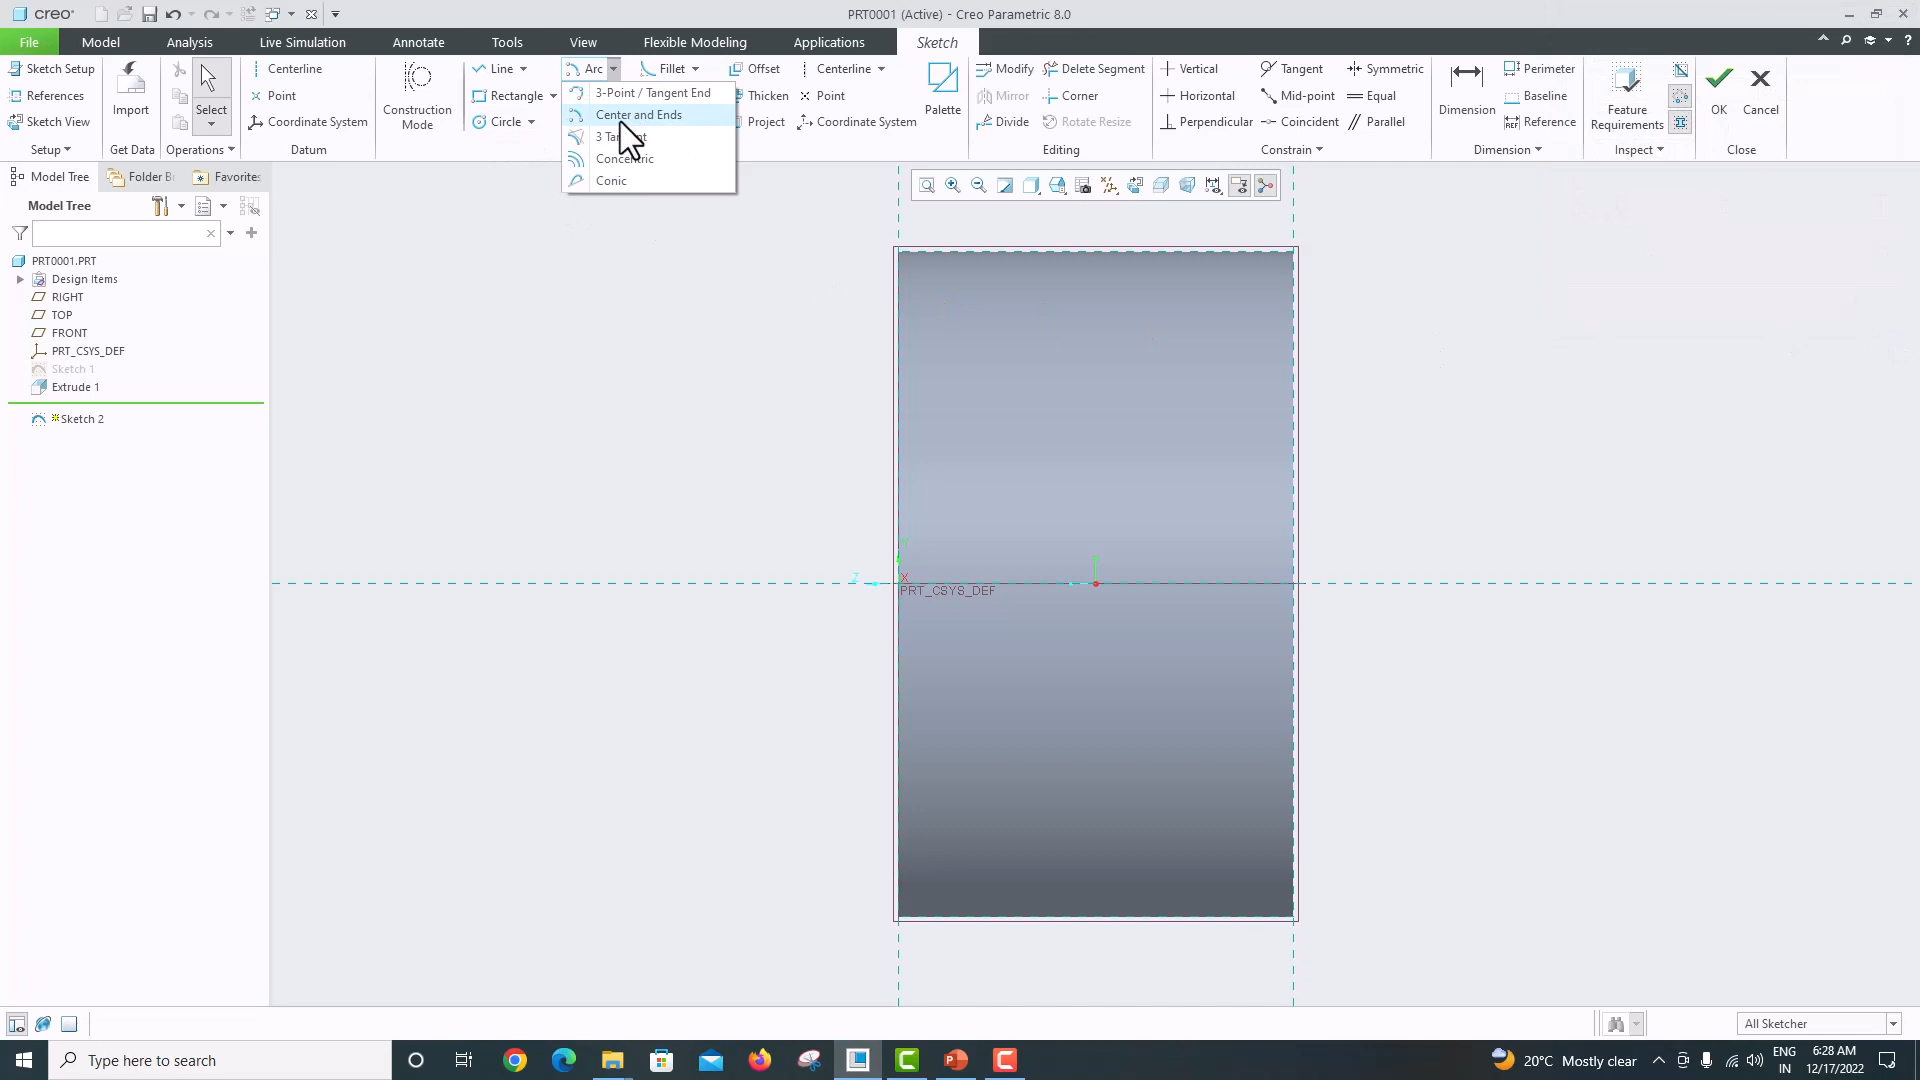 creo
PRT0001 (Active) - Creo Parametric 8.0
File Model Analysis Live Simulation Annotate Tools View Flexible Modeling Applications Sketch
Sketch Setup
References
Sketch View
Setup
Import
Get Data
Select
Operations
Centerline
Point
Coordinate System
Datum
Construction
Mode
Line
Rectangle
Circle
Arc
3-Point / Tangent End
Center and Ends
Concentric
Conic
Fillet
Offset
Thicken
Project
Centerline
Point
Coordinate System
Palette
Modify
Delete Segment
Mirror
Corner
Divide
Rotate Resize
Editing
Vertical
Tangent
Symmetric
Horizontal
Mid-point
Equal
Perpendicular
Coincident
Parallel
Constrain
Dimension
Perimeter
Baseline
Reference
Dimension
Feature
Requirements
Inspect
OK
Cancel
Close
Model Tree
Folder B
Favorites
Model Tree
PRT0001.PRT
Design Items
RIGHT
TOP
FRONT
PRT_CSYS_DEF
Sketch 1
Extrude 1
Sketch 2
Z
X
PRT_CSYS_DEF
All Sketcher
Type here to search
20°C Mostly clear
ENG
IN
6:28 AM
12/17/2022